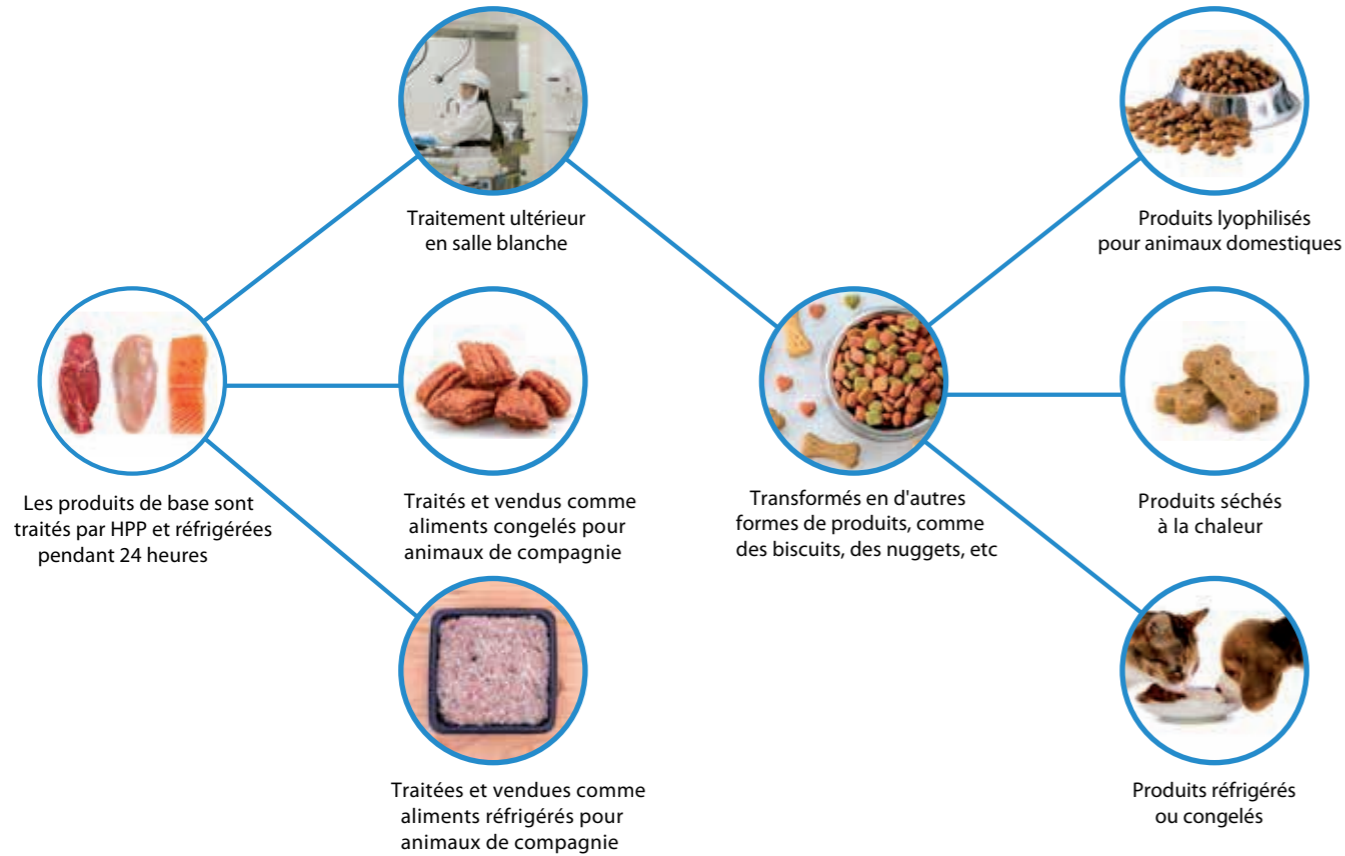 Traitement ultérieur
en salle blanche
Produits lyophilisés
pour animaux domestiques
Les produits de base sont
traités par HPP et réfrigérées
pendant 24 heures
Traités et vendus comme
aliments congelés pour
animaux de compagnie
Transformés en d'autres
formes de produits, comme
des biscuits, des nuggets, etc
Produits séchés
à la chaleur
Traitées et vendues comme
aliments réfrigérés pour
animaux de compagnie
Produits réfrigérés
ou congelés